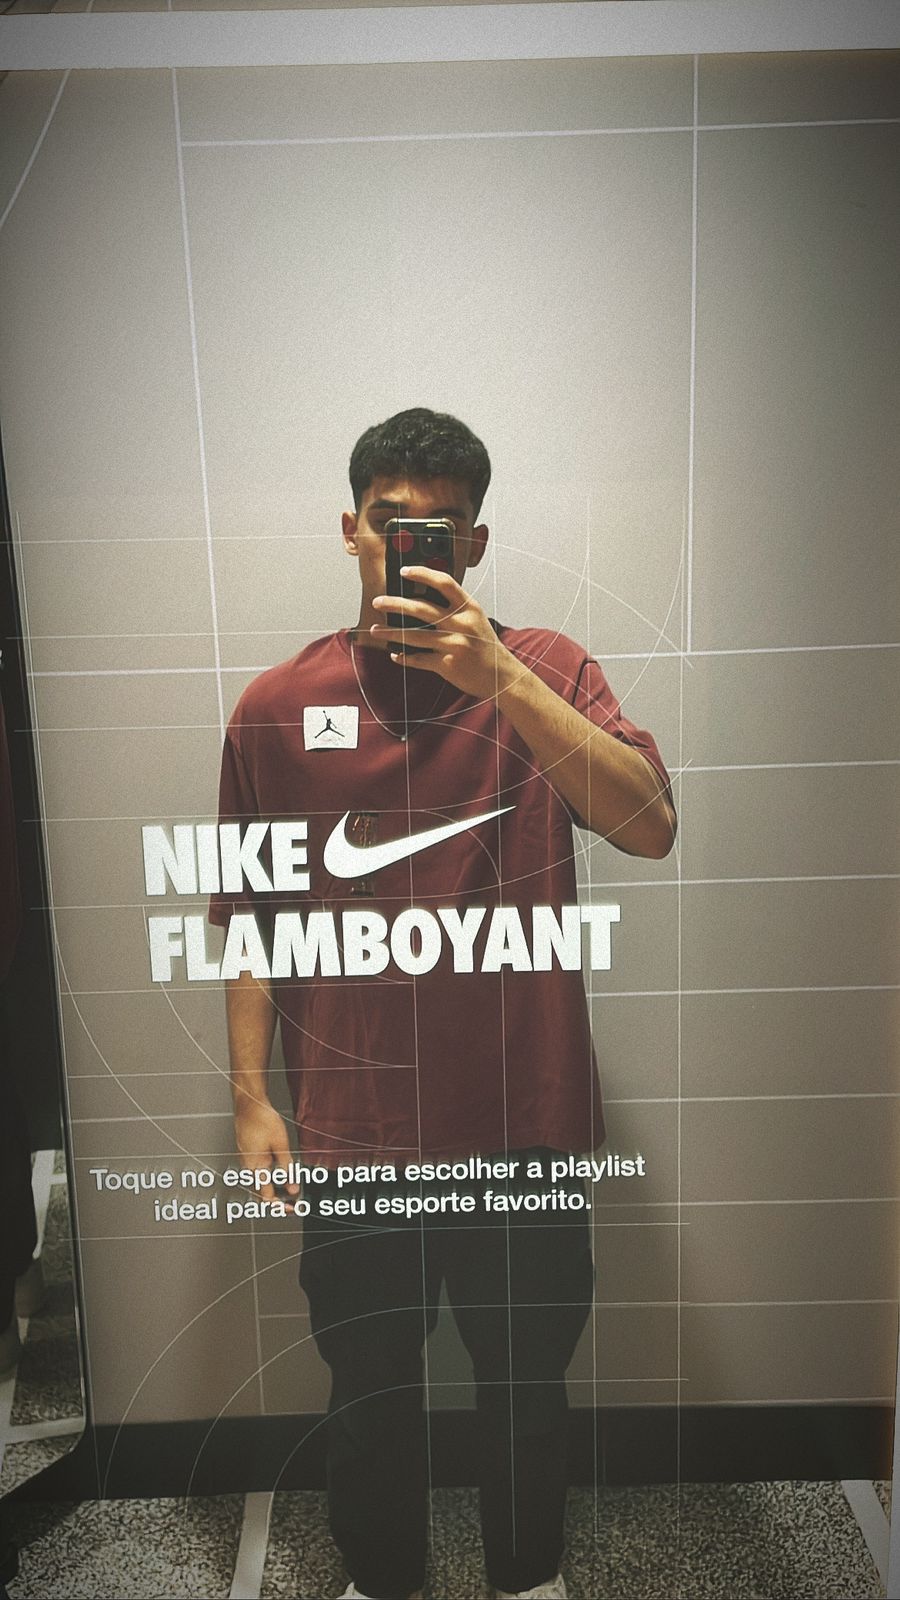 NIKE
FLAMBOYANT
Toque no espelho para escolher a playlist
ideal para o seu esporte favorito.